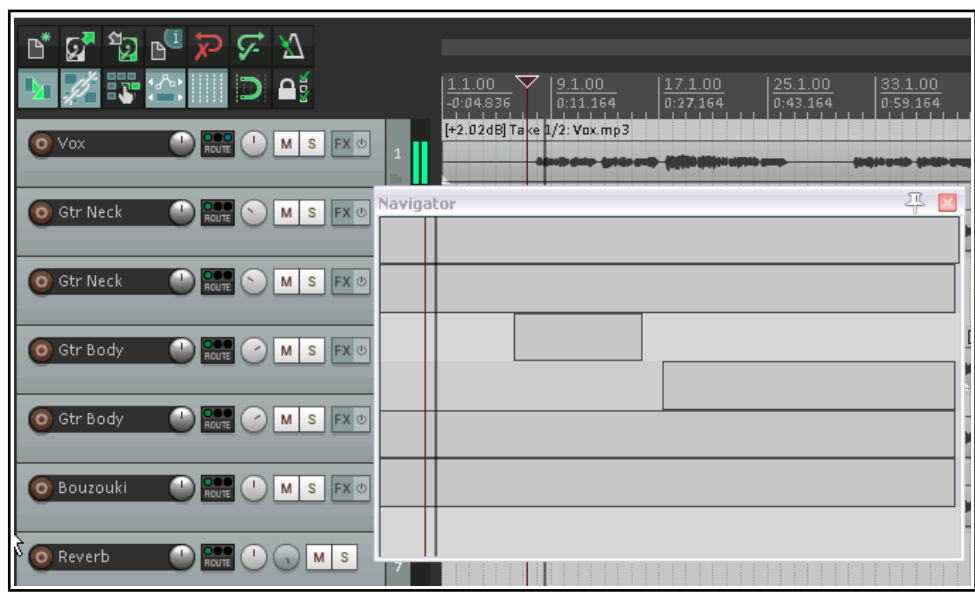 1.1.00 9.1.00 17.1.00 25.1.00 33.1.00
-0:04.836 0:11.164 0:27.164 0:43.164 0:59.164
[+2.02dB] Take 1/2: Vox.mp3
Vox ROUTE M S FX 1
Navigator
Gtr Neck ROUTE M S FX
Gtr Neck ROUTE M S FX
Gtr Body ROUTE M S FX
Gtr Body ROUTE M S FX
Bouzouki ROUTE M S FX
Reverb ROUTE M S 7